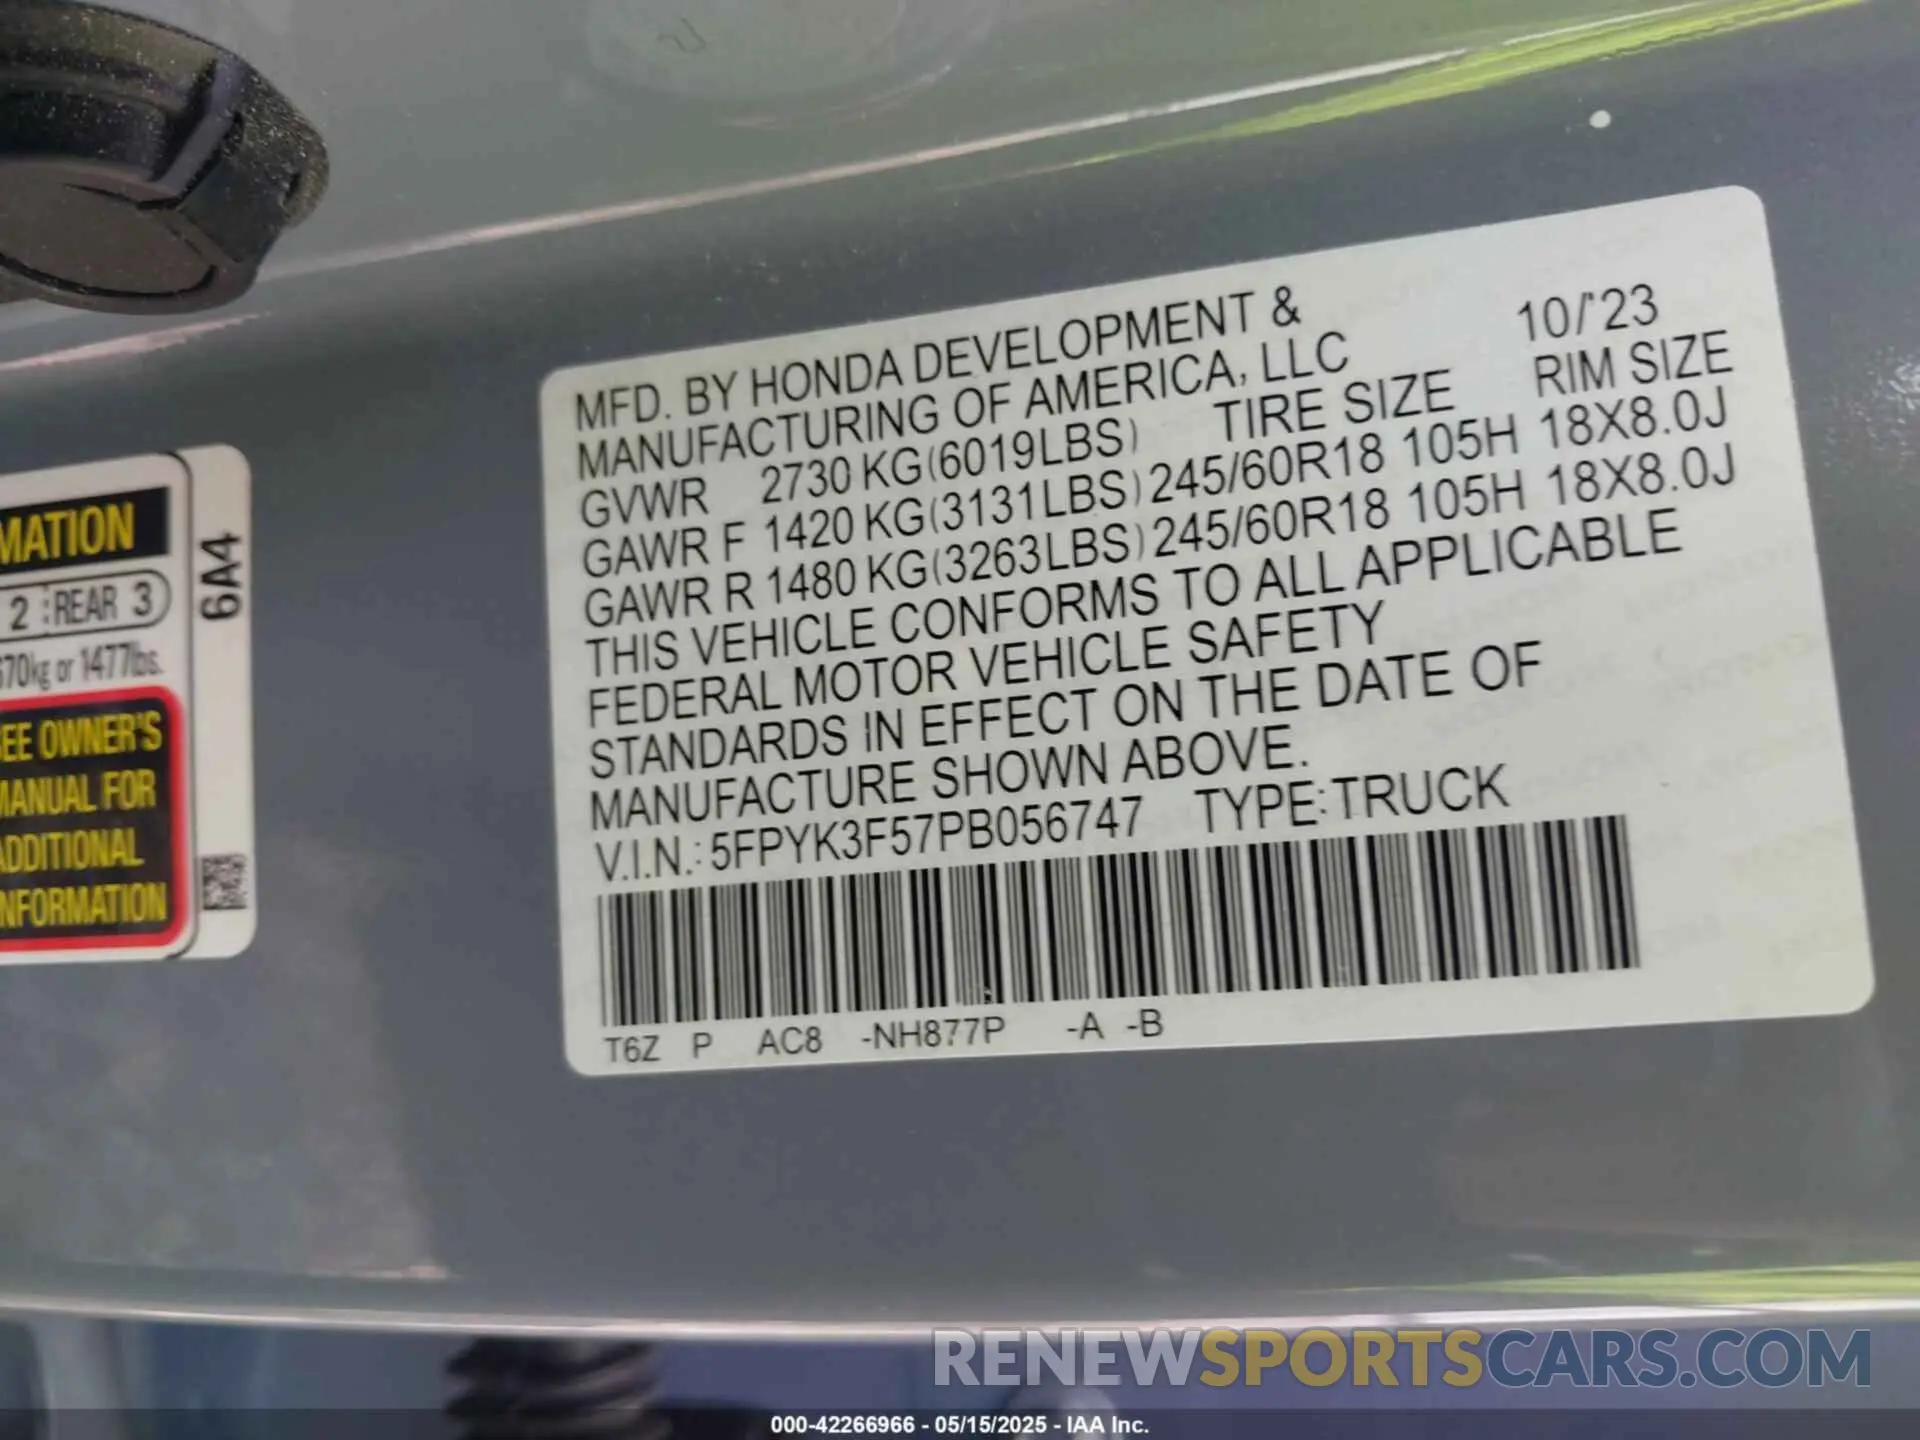 MATION
2 REAR 3
670kg or 1477lbs.
SEE OWNER'S
MANUAL FOR
ADDITIONAL
INFORMATION
6A4
MFD. BY HONDA DEVELOPMENT &
MANUFACTURING OF AMERICA, LLC 10/'23
GVWR 2730 KG(6019LBS) TIRE SIZE RIM SIZE
GAWR F 1420 KG(3131LBS) 245/60R18 105H 18X8.0J
GAWR R 1480 KG(3263LBS) 245/60R18 105H 18X8.0J
THIS VEHICLE CONFORMS TO ALL APPLICABLE
FEDERAL MOTOR VEHICLE SAFETY
STANDARDS IN EFFECT ON THE DATE OF
MANUFACTURE SHOWN ABOVE.
V.I.N.: 5FPYK3F57PB056747 TYPE:TRUCK
T6Z P AC8 -NH877P -A -B
RENEWSPORTSCARS.COM
000-42266966 - 05/15/2025 - IAA Inc.